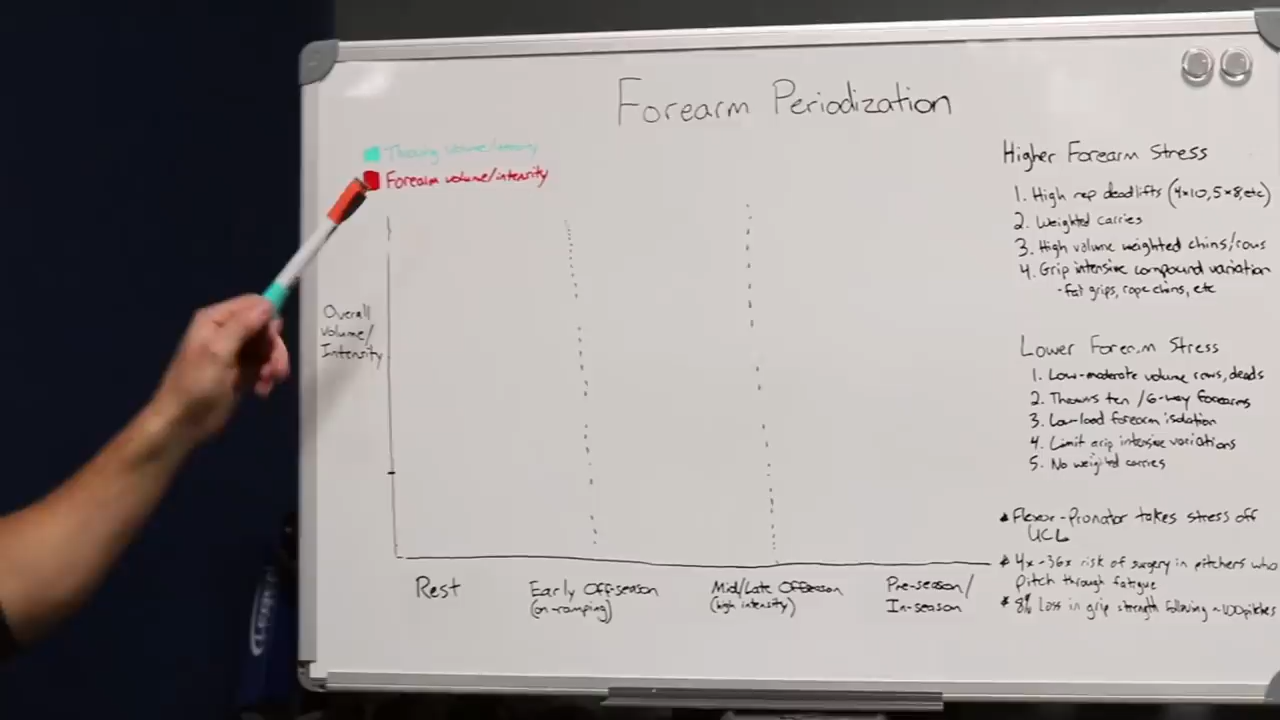 Forearm Periodization
Throwing volume/intensity
Forearm volume/intensity
Overall
Volume/
Intensity
Rest
Early Off-season
(on-ramping)
Mid/Late Offseason
(high intensity)
Pre-season/
In-season
Higher Forearm Stress
1. High rep deadlifts (4x10, 5x8, etc)
2. Weighted carries
3. High volume weighted chins/rows
4. Grip intensive compound variation
- fat grips, rope chins, etc
Lower Forearm Stress
1. Low-moderate volume rows, deads
2. Throwers ten / 6-way forearms
3. Low-load forearm isolation
4. Limit grip intensive variations
5. No weighted carries
* Flexor-Pronator takes stress off
UCL
* 4x-36x risk of surgery in pitchers who
pitch through fatigue
* 8% Loss in grip strength following ~100 pitches